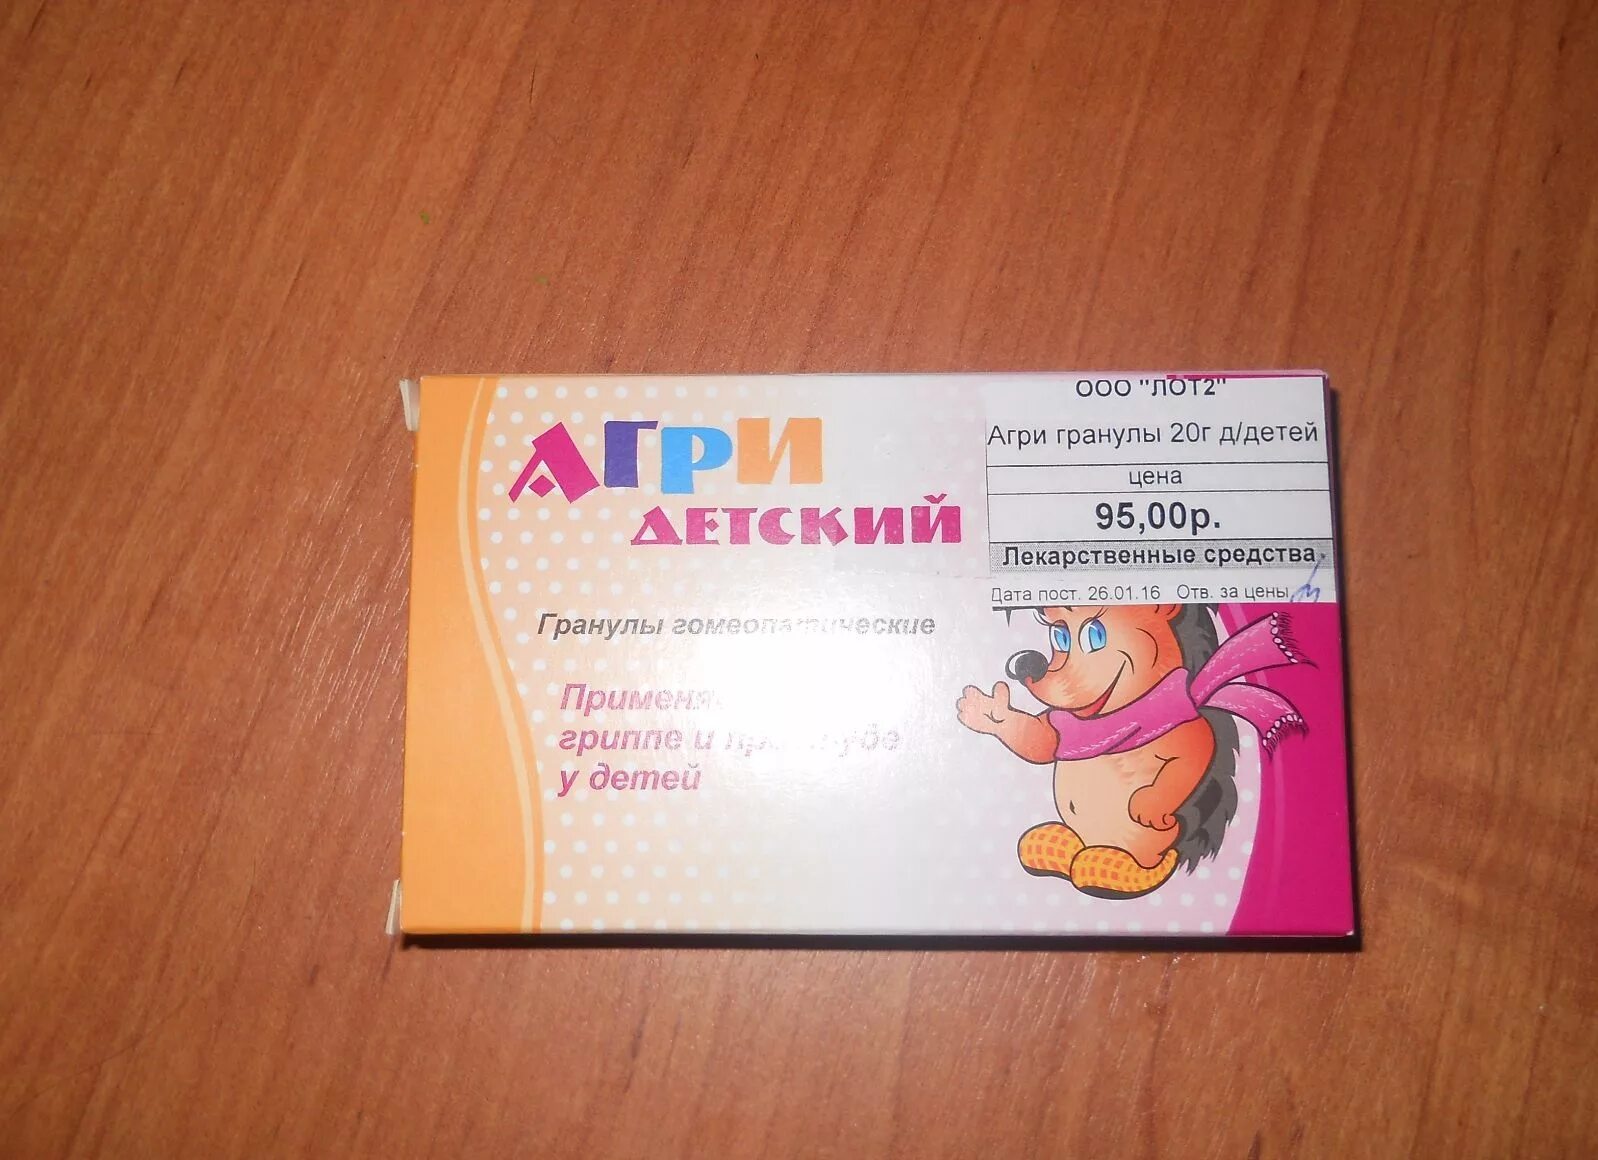 АГРИ
ДЕТСКИЙ
Гранулы гомеопатические
гриппе и простуде
у детей
ООО "ЛОТ2"
Агри гранулы 20г д/детей
цена
95,00р.
Лекарственные средства
Дата пост. 26.01.16 Отв. за цены